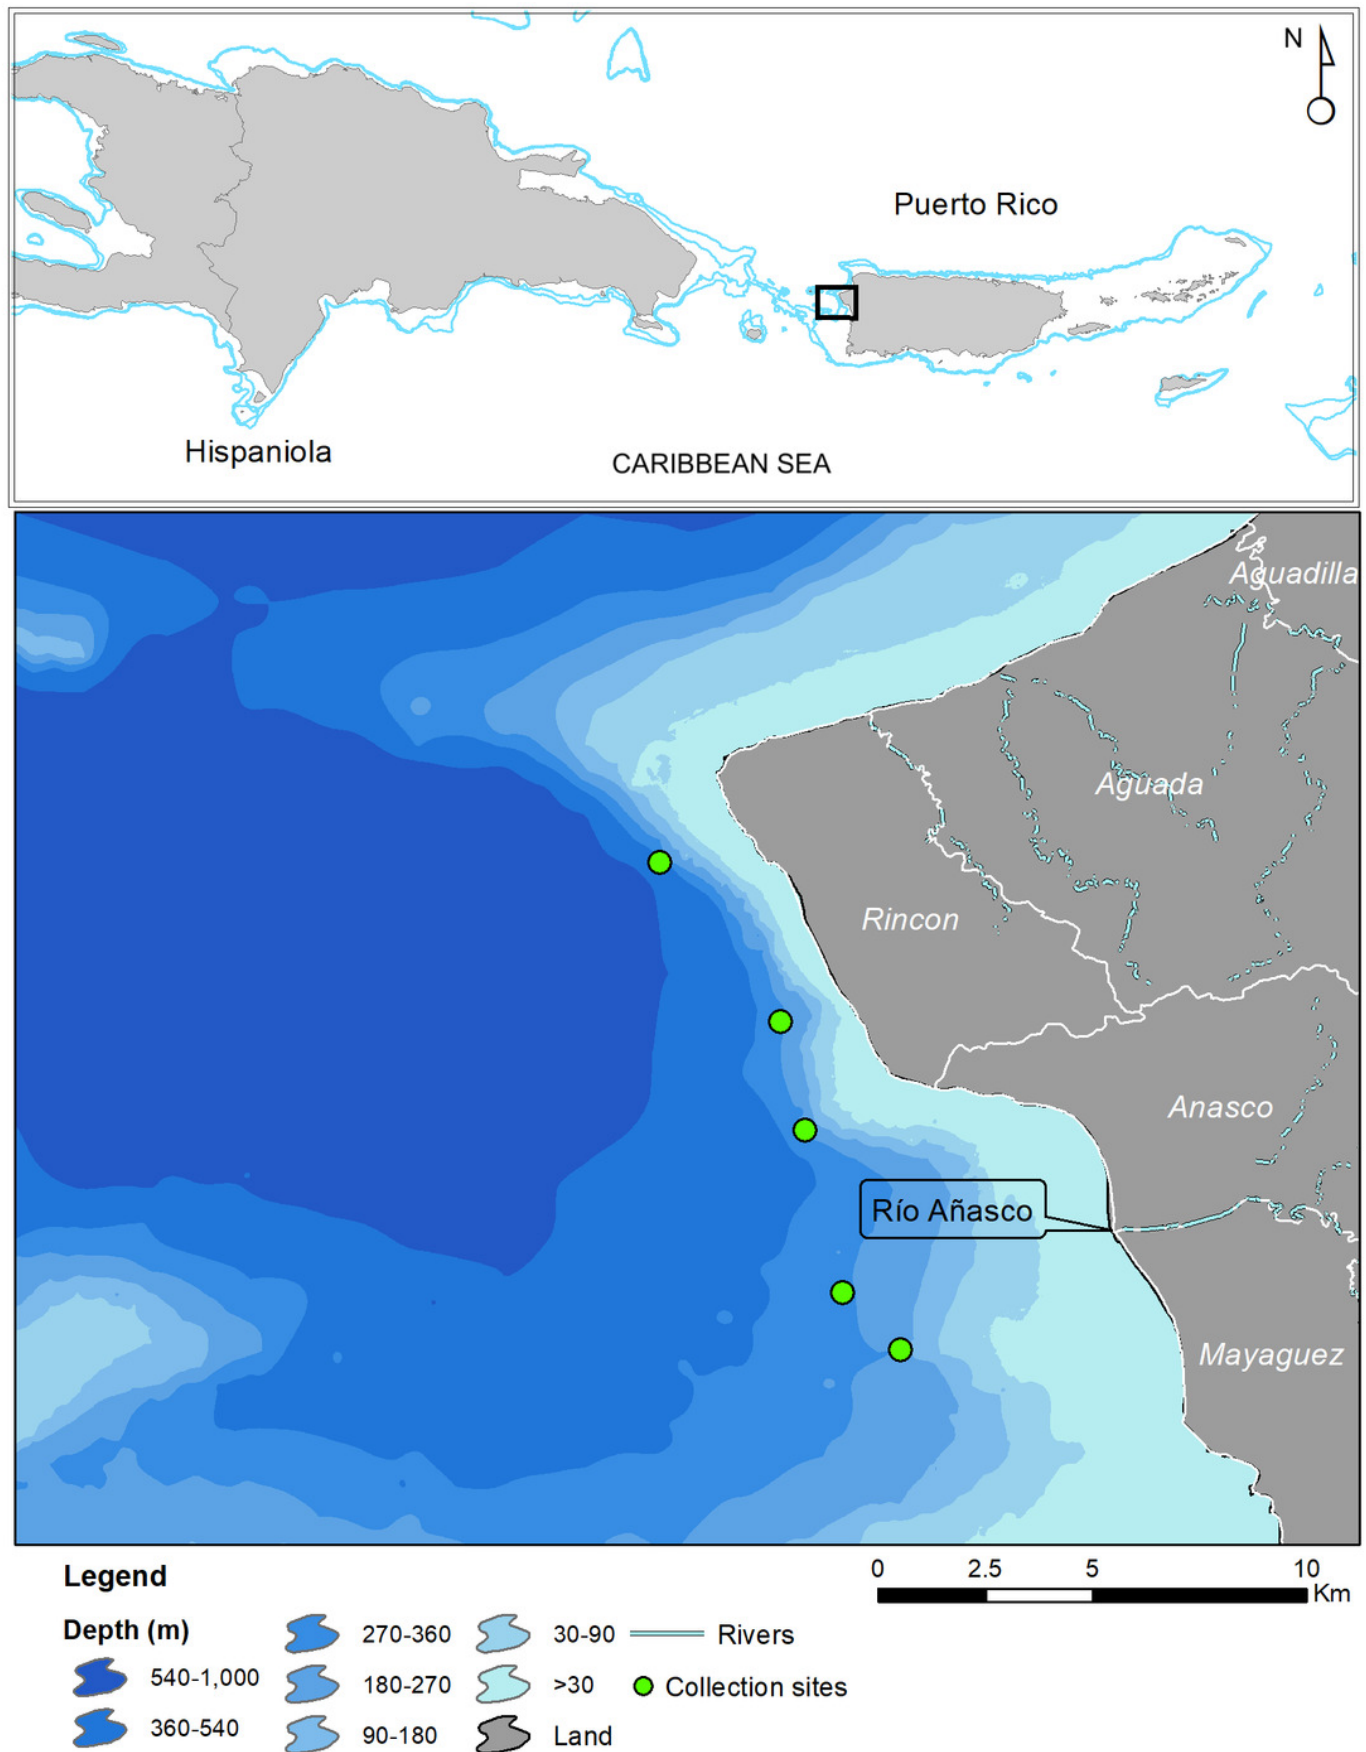 N
Puerto Rico
Hispaniola
CARIBBEAN SEA
Aguadilla
Aguada
Rincon
Anasco
Río Añasco
Mayaguez
Legend
0 2.5 5 10
Km
Depth (m)
540-1,000
360-540
270-360
180-270
90-180
30-90
>30
Land
Rivers
Collection sites